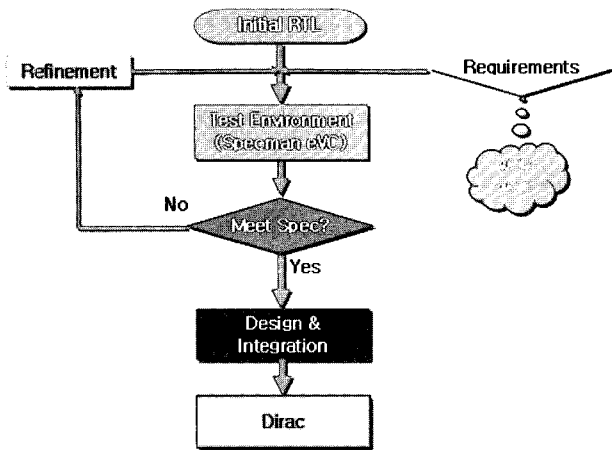 Initial RTL
Refinement
Requirements
Test Environment
(Specman eVC)
No
Meet Spec?
Yes
Design &
Integration
Dirac